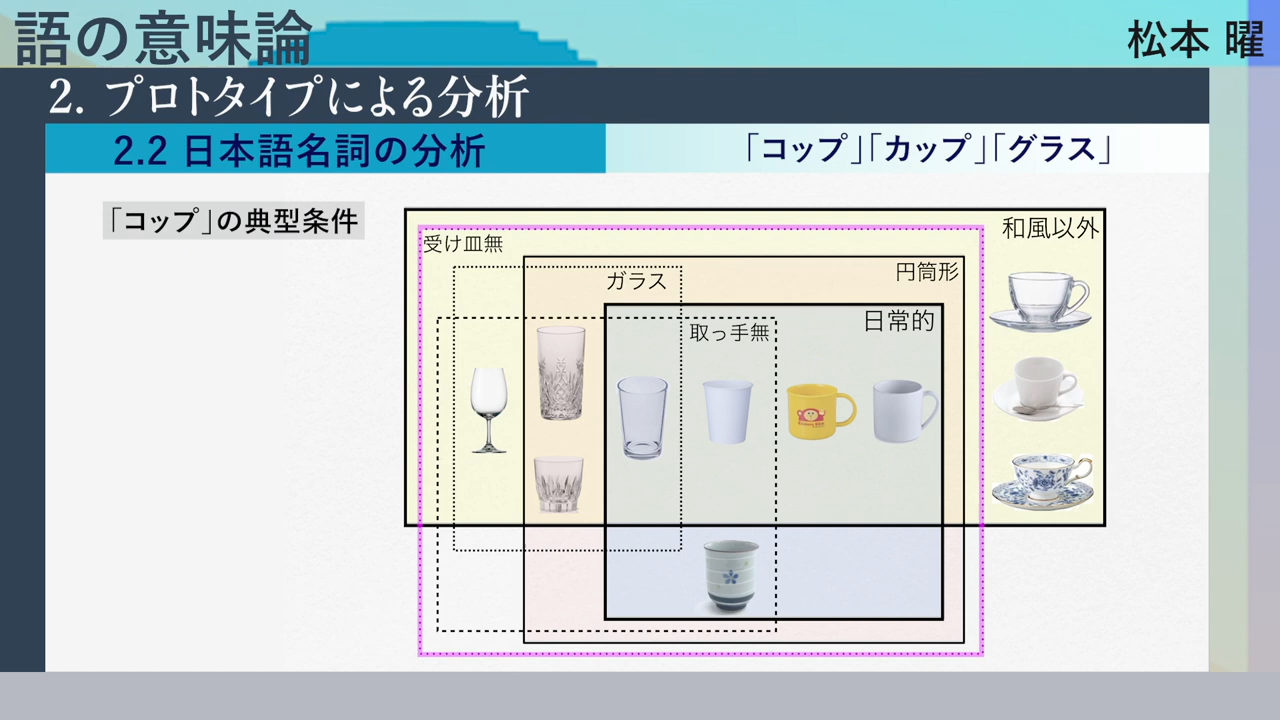 語の意味論
松本 曜
2. プロトタイプによる分析
2.2 日本語名詞の分析
「コップ」「カップ」「グラス」
「コップ」の典型条件
和風以外
受け皿無
円筒形
ガラス
日常的
取っ手無